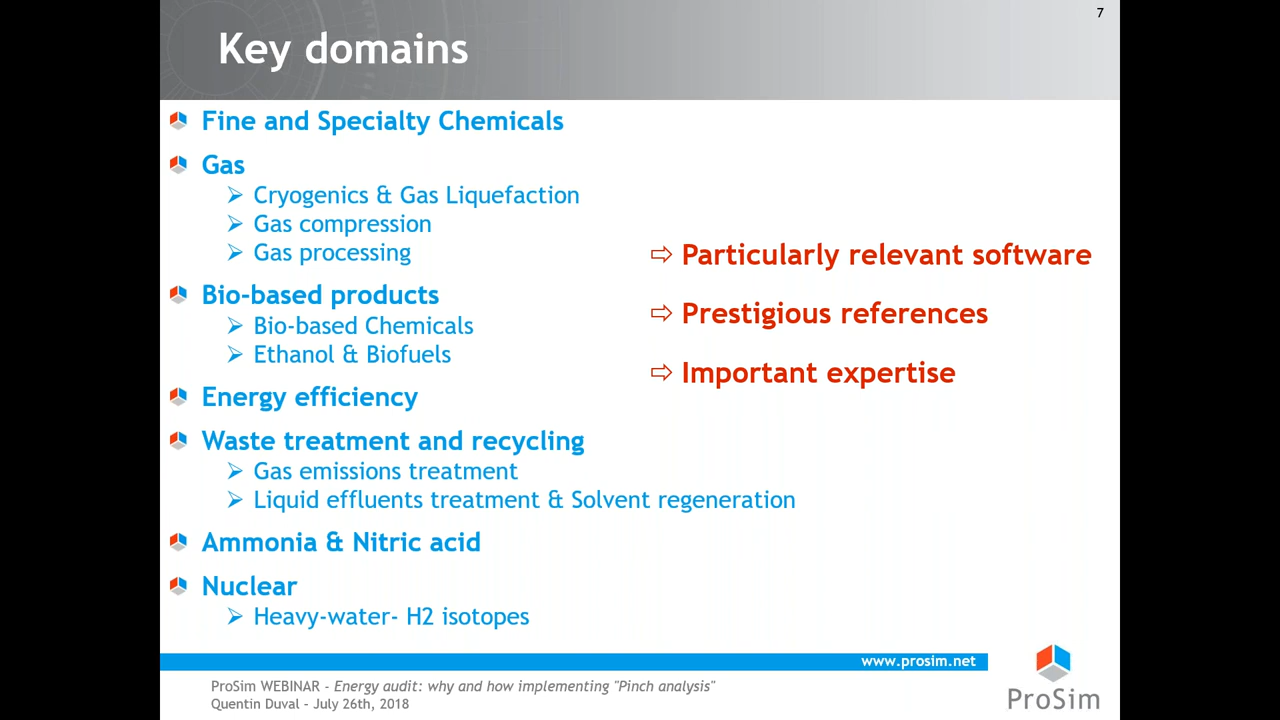 7
Key domains
Fine and Specialty Chemicals
Gas
Cryogenics & Gas Liquefaction
Gas compression
Gas processing
Bio-based products
Bio-based Chemicals
Ethanol & Biofuels
Energy efficiency
Waste treatment and recycling
Gas emissions treatment
Liquid effluents treatment & Solvent regeneration
Ammonia & Nitric acid
Nuclear
Heavy-water- H2 isotopes
⇨ Particularly relevant software
⇨ Prestigious references
⇨ Important expertise
www.prosim.net
ProSim WEBINAR - Energy audit: why and how implementing "Pinch analysis"
Quentin Duval – July 26th, 2018
ProSim